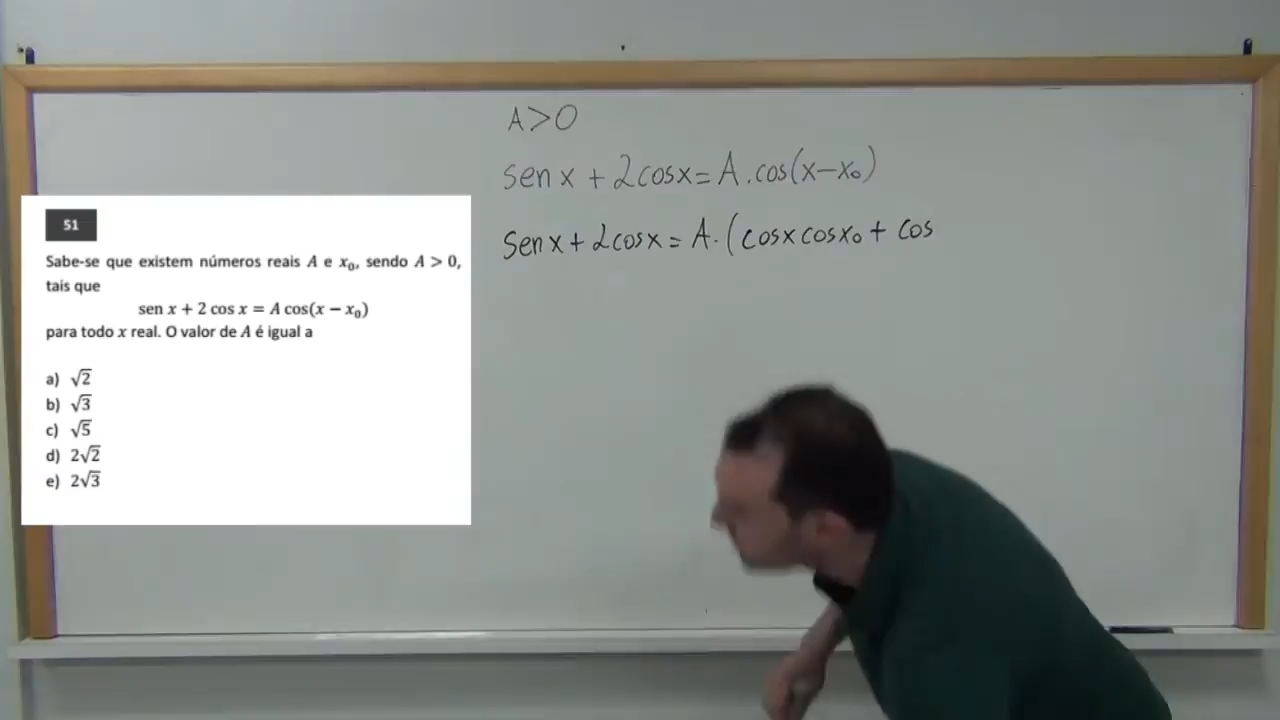 A>0
sen x + 2cosx = A.cos(x-x₀)
Sen x + 2cosx = A.(cosxcosx₀ + cos
51
Sabe-se que existem números reais A e x₀, sendo A > 0,
tais que
sen x + 2 cos x = A cos(x − x₀)
para todo x real. O valor de A é igual a
a) √2
b) √3
c) √5
d) 2√2
e) 2√3